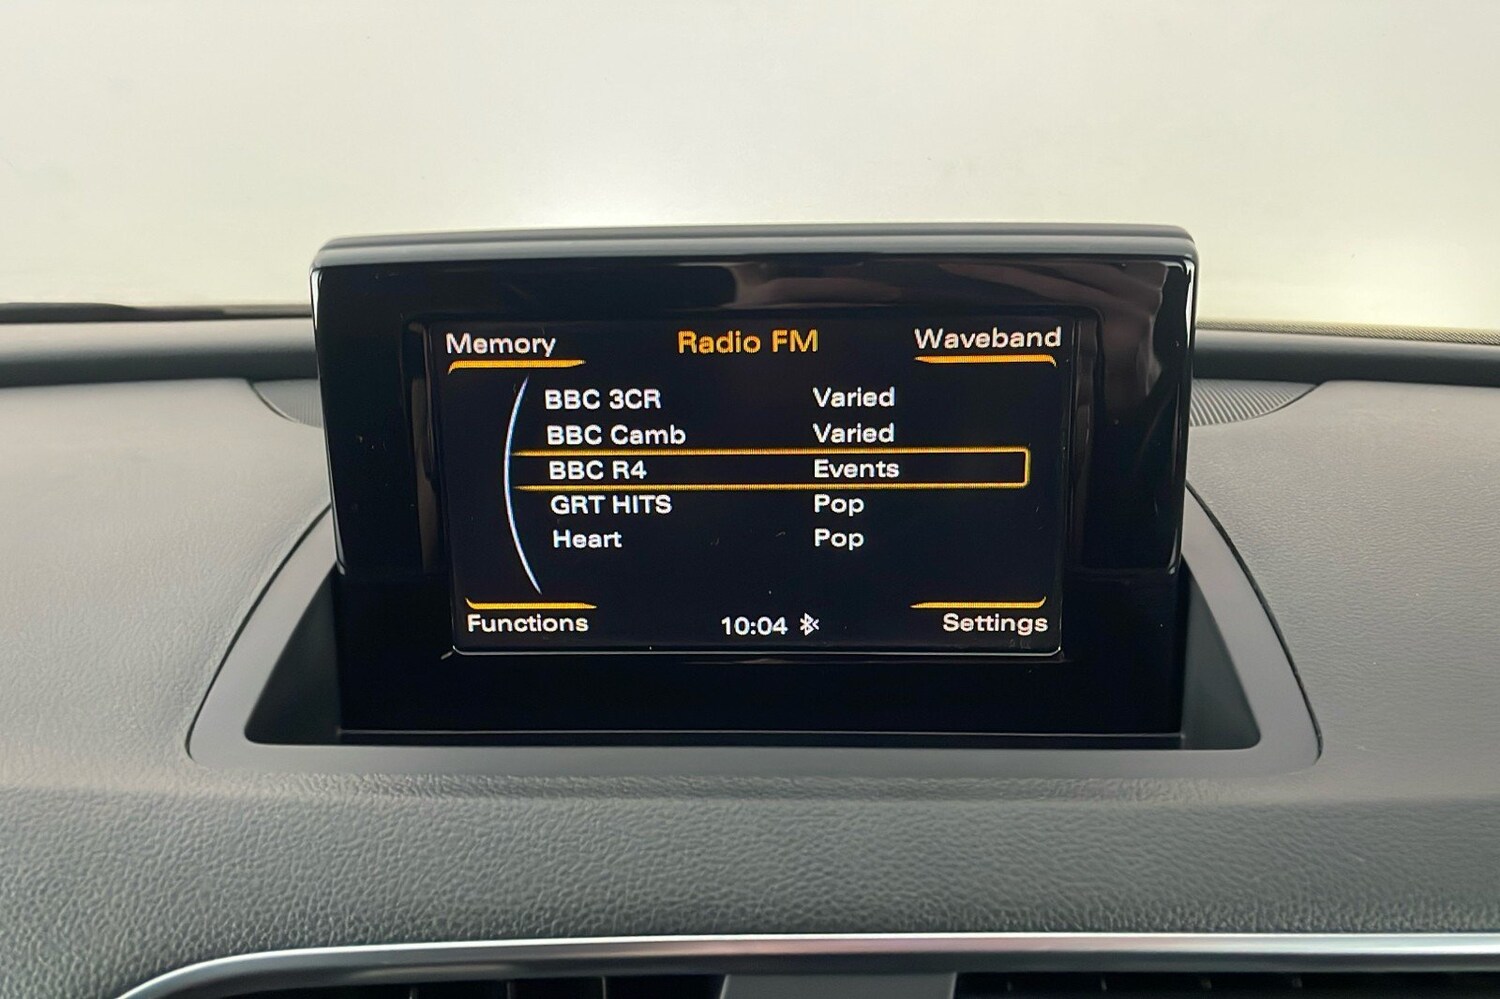 Memory Radio FM Waveband
BBC 3CR Varied
BBC Camb Varied
BBC R4 Events
GRT HITS Pop
Heart Pop
Functions 10:04 Settings